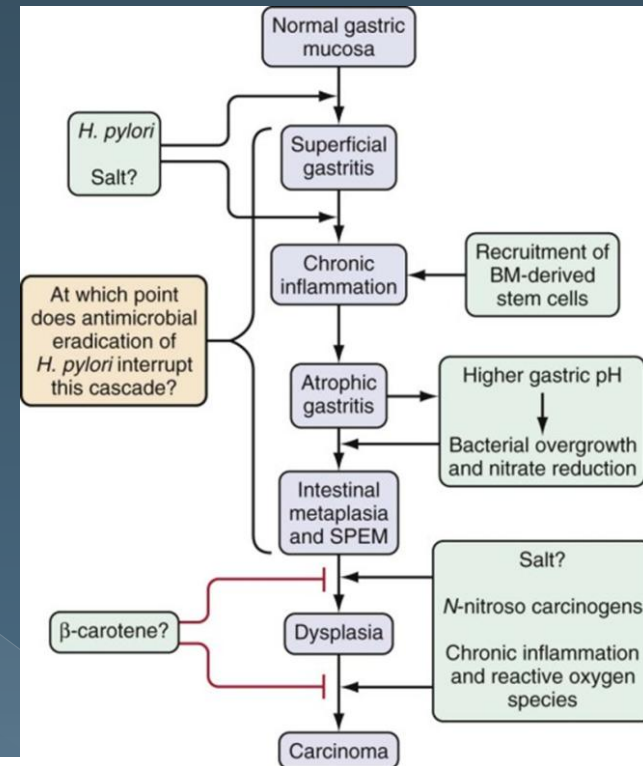 Normal gastric
mucosa
H. pylori
Salt?
Superficial
gastritis
Chronic
inflammation
Recruitment of
BM-derived
stem cells
At which point
does antimicrobial
eradication of
H. pylori interrupt
this cascade?
Atrophic
gastritis
Higher gastric pH
Bacterial overgrowth
and nitrate reduction
Intestinal
metaplasia
and SPEM
Salt?
N-nitroso carcinogens
Chronic inflammation
and reactive oxygen
species
β-carotene?
Dysplasia
Carcinoma